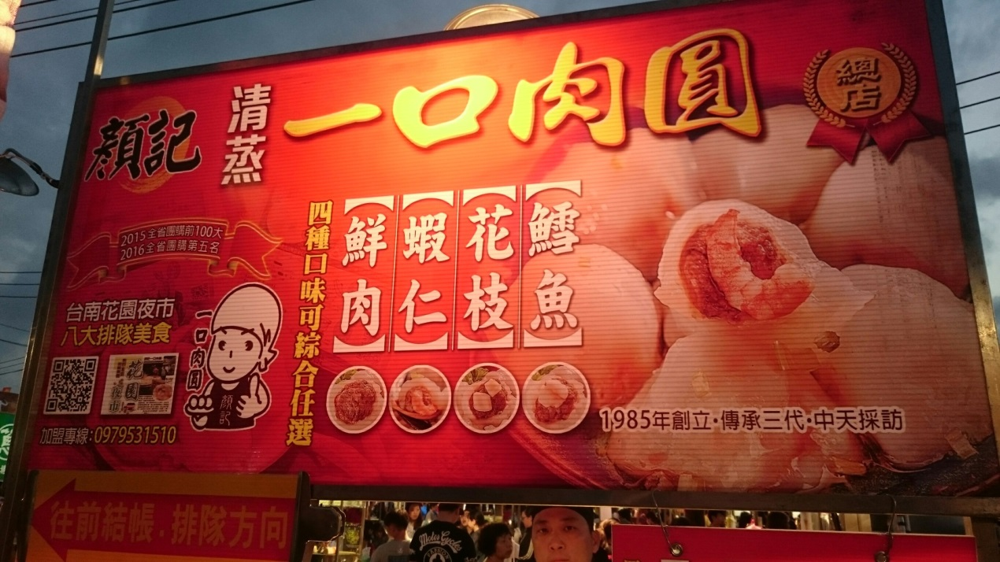 顏記
清蒸
一口肉圓
總店
2015全省團購前100大
2016全省團購第五名
台南花園夜市
八大排隊美食
花園
夜市
一口肉圓
顏記
加盟專線:0979531510
四種口味可綜合任選
鮮肉
蝦仁
花枝
鱈魚
1985年創立·傳承三代·中天採訪
往前結帳.排隊方向